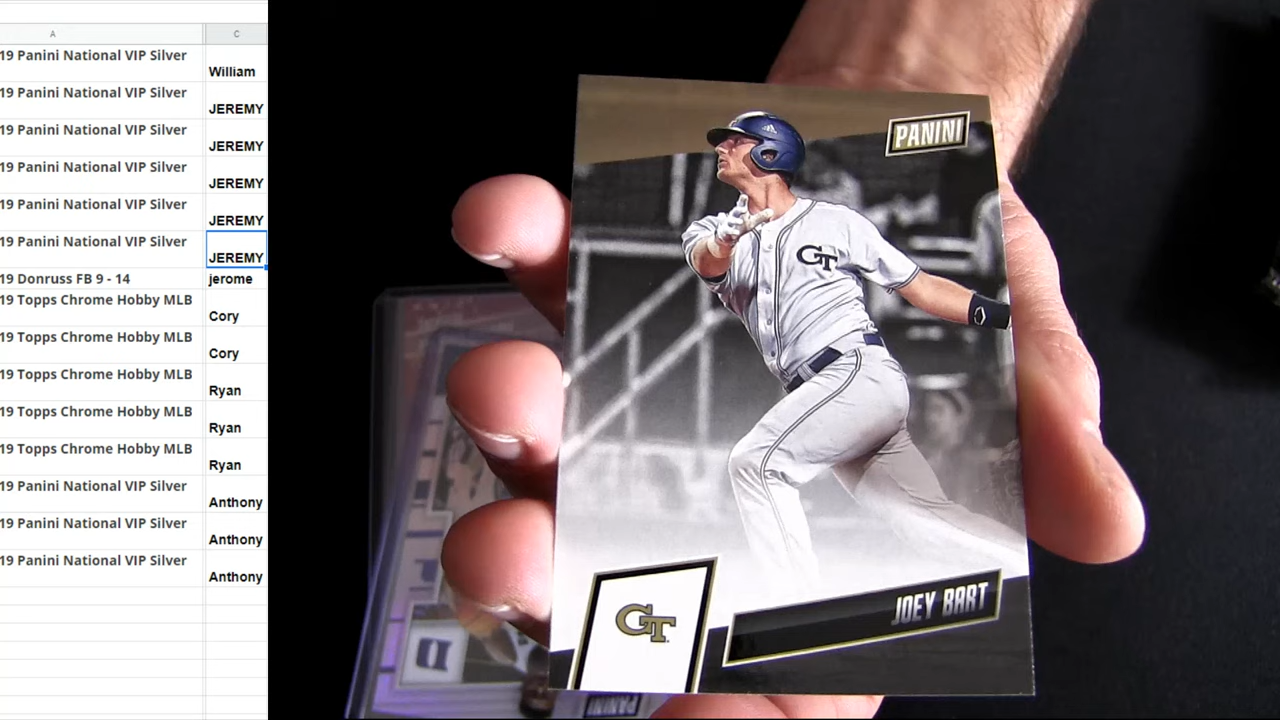 A C
19 Panini National VIP Silver William
19 Panini National VIP Silver JEREMY
19 Panini National VIP Silver JEREMY
19 Panini National VIP Silver JEREMY
19 Panini National VIP Silver JEREMY
19 Panini National VIP Silver JEREMY
19 Donruss FB 9 - 14 jerome
19 Topps Chrome Hobby MLB Cory
19 Topps Chrome Hobby MLB Cory
19 Topps Chrome Hobby MLB Ryan
19 Topps Chrome Hobby MLB Ryan
19 Topps Chrome Hobby MLB Ryan
19 Panini National VIP Silver Anthony
19 Panini National VIP Silver Anthony
19 Panini National VIP Silver Anthony
PANINI
GT
GT
JOEY BART
D
PANINI